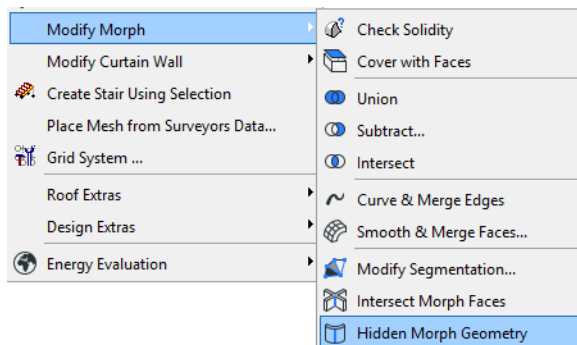 Modify Morph
Modify Curtain Wall
Create Stair Using Selection
Place Mesh from Surveyors Data...
Grid System ...
Roof Extras
Design Extras
Energy Evaluation
Check Solidity
Cover with Faces
Union
Subtract...
Intersect
Curve & Merge Edges
Smooth & Merge Faces...
Modify Segmentation...
Intersect Morph Faces
Hidden Morph Geometry